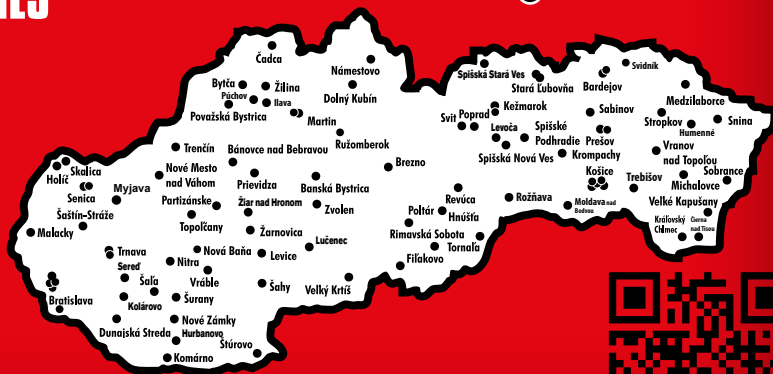 Čadca
Námestovo
Svidník
Bytča
Žilina
Spišská Stará Ves
Stará Ľubovňa
Bardejov
Púchov
Ilava
Dolný Kubín
Kežmarok
Medzilaborce
Považská Bystrica
Martin
Svit
Poprad
Sabinov
Stropkov
Snina
Ružomberok
Levoča
Spišské
Podhradie
Prešov
Humenné
Trenčín
Bánovce nad Bebravou
Brezno
Spišská Nová Ves
Krompachy
Vranov
nad Topoľou
Holíč
Skalica
Nové Mesto
nad Váhom
Košice
Sobrance
Senica
Myjava
Prievidza
Banská Bystrica
Trebišov
Michalovce
Partizánske
Žiar nad Hronom
Zvolen
Revúca
Rožňava
Moldava nad
Bodvou
Veľké Kapušany
Šaštín-Stráže
Topoľčany
Poltár
Hnúšťa
Kráľovský
Chlmec
Čierna
nad Tisou
Malacky
Žarnovica
Lučenec
Rimavská Sobota
Tornaľa
Trnava
Nová Baňa
Levice
Sereď
Nitra
Fiľakovo
Šaľa
Vráble
Šahy
Veľký Krtíš
Bratislava
Kolárovo
Šurany
Dunajská Streda
Nové Zámky
Hurbanovo
Štúrovo
Komárno